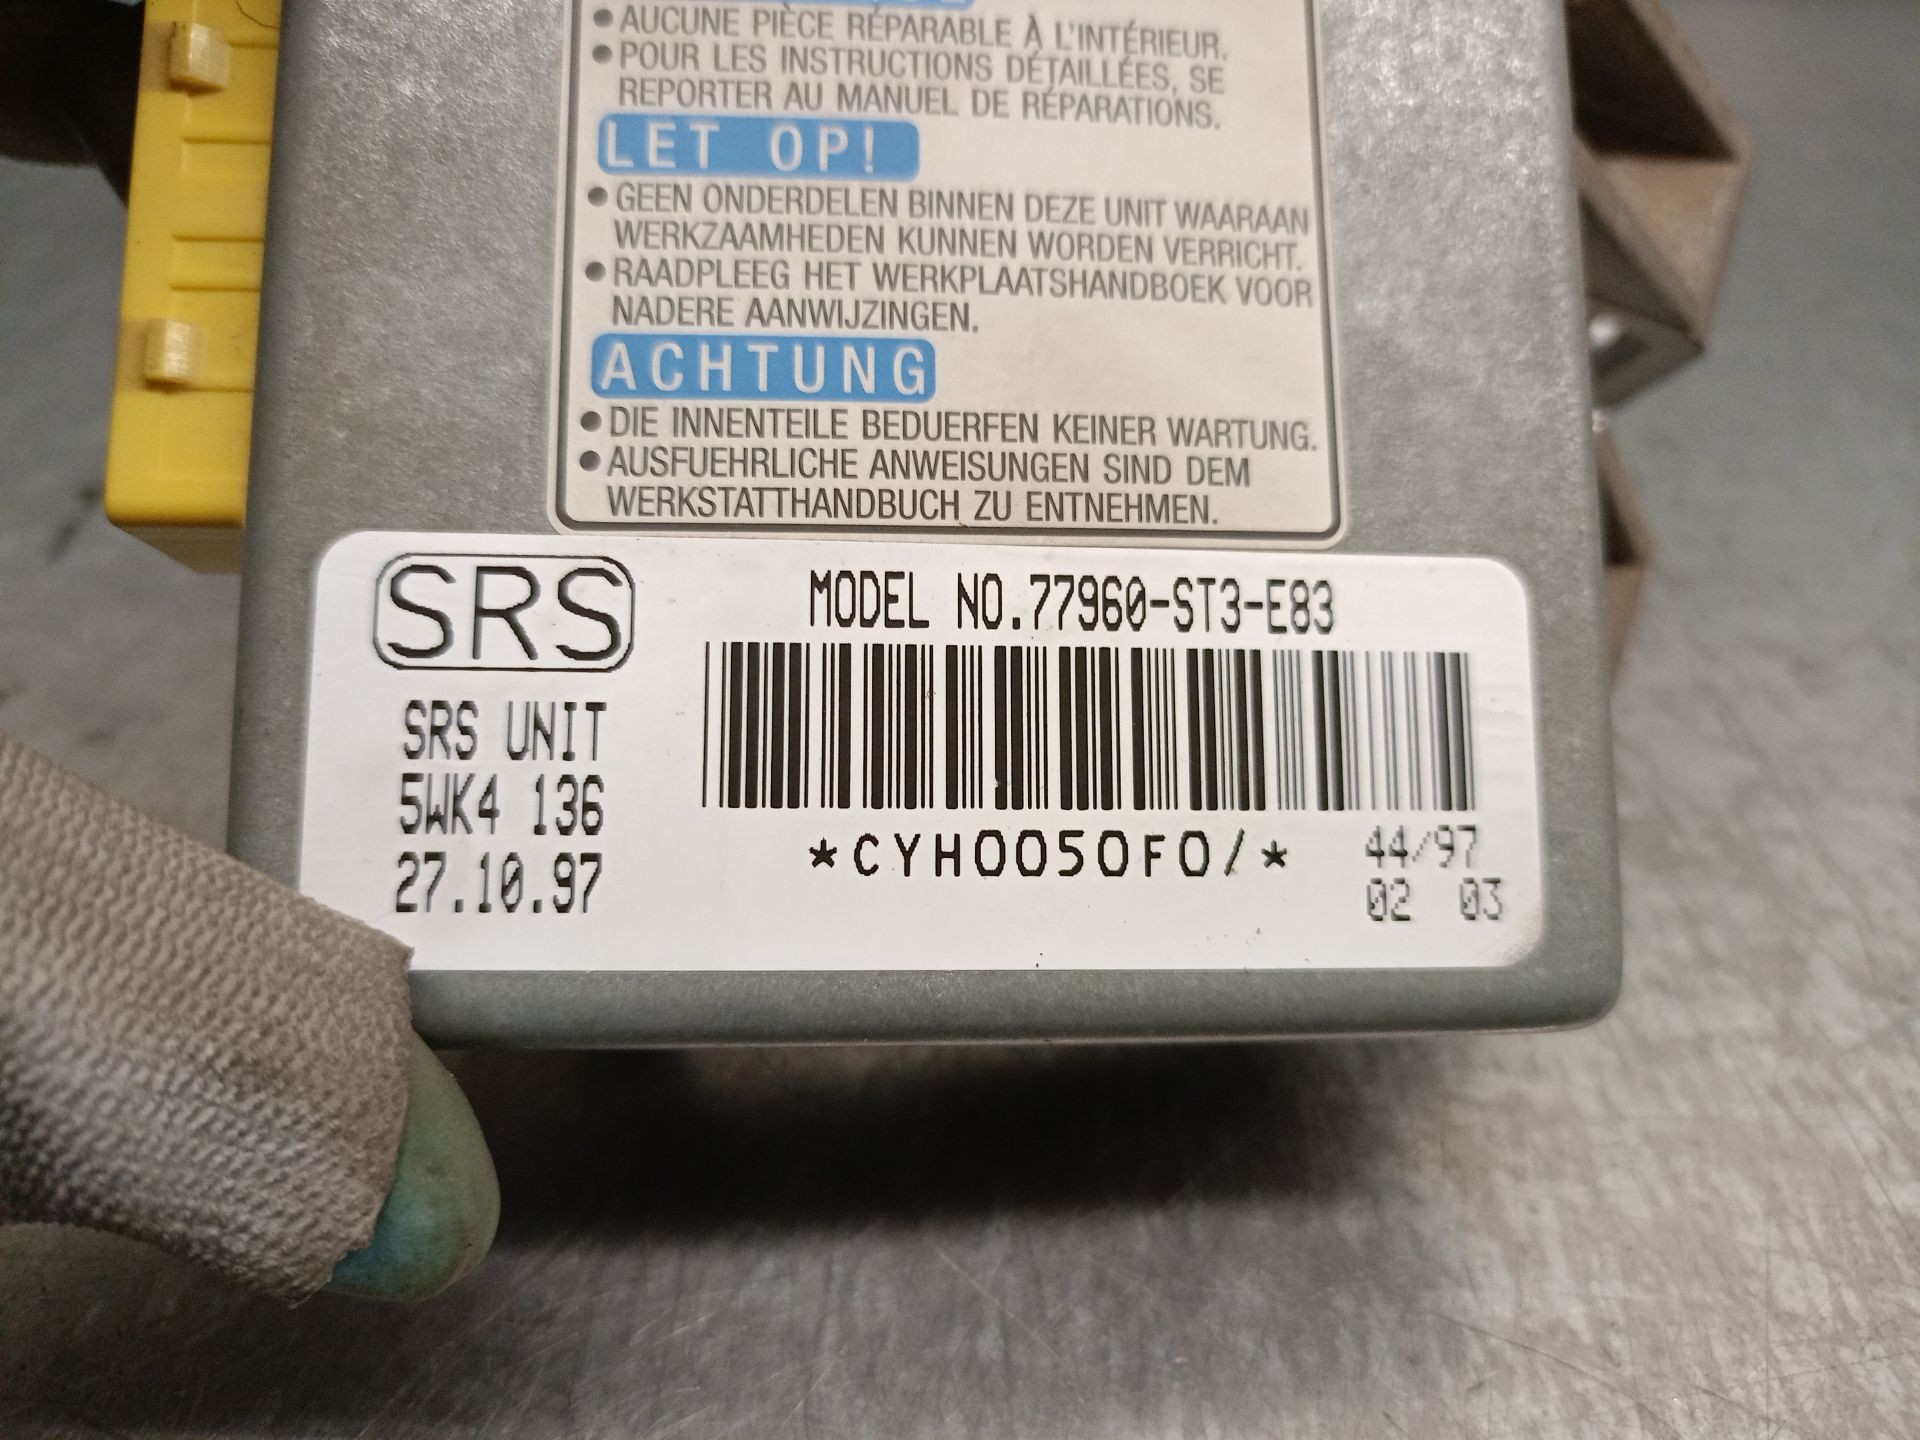 • AUCUNE PIÈCE RÉPARABLE À L'INTÉRIEUR.
• POUR LES INSTRUCTIONS DÉTAILLÉES, SE
REPORTER AU MANUEL DE RÉPARATIONS.
LET OP!
• GEEN ONDERDELEN BINNEN DEZE UNIT WAARAAN
WERKZAAMHEDEN KUNNEN WORDEN VERRICHT.
• RAADPLEEG HET WERKPLAATSHANDBOEK VOOR
NADERE AANWIJZINGEN.
ACHTUNG
• DIE INNENTEILE BEDUERFEN KEINER WARTUNG.
• AUSFUEHRLICHE ANWEISUNGEN SIND DEM
WERKSTATTHANDBUCH ZU ENTNEHMEN.
SRS
MODEL NO.77960-ST3-E83
SRS UNIT
5WK4 136
27.10.97
*CYH0050F0/*
44/97
02 03